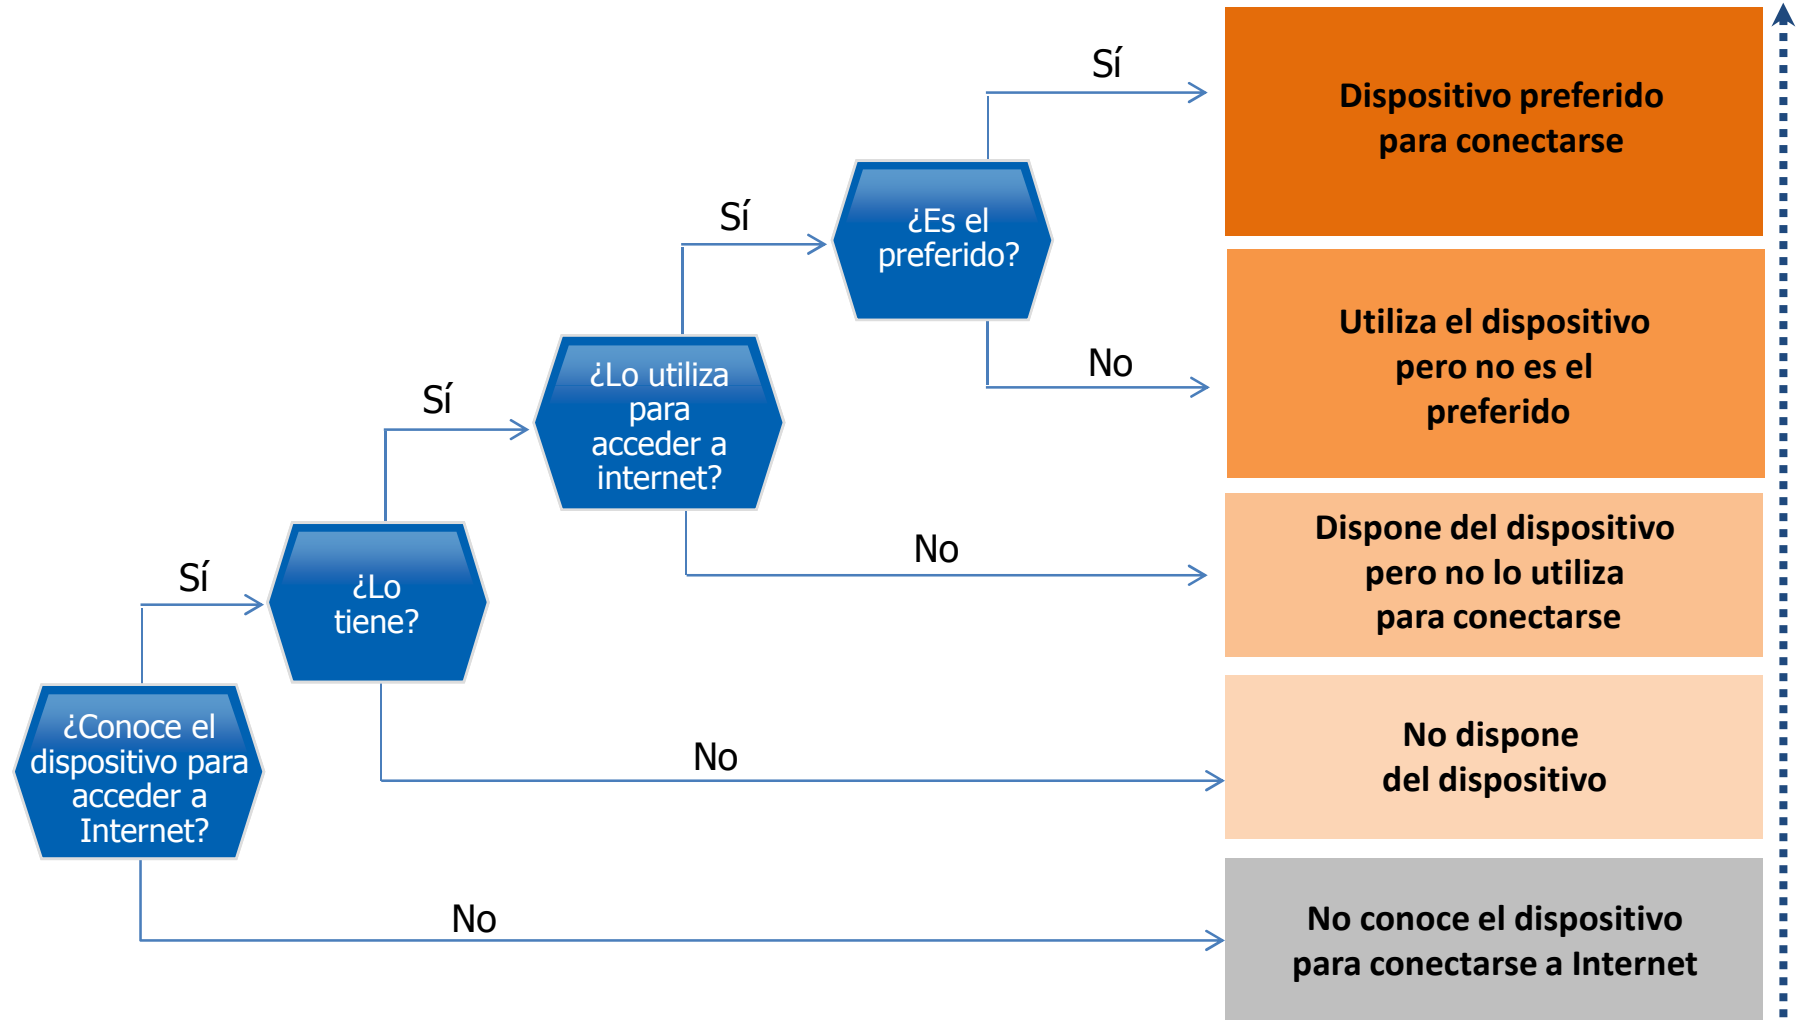 Sí
Dispositivo preferido
para conectarse
¿Es el
preferido?
Sí
No
Utiliza el dispositivo
pero no es el
preferido
¿Lo utiliza
para
acceder a
internet?
Sí
No
Dispone del dispositivo
pero no lo utiliza
para conectarse
¿Lo
tiene?
Sí
No
No dispone
del dispositivo
¿Conoce el
dispositivo para
acceder a
Internet?
No
No conoce el dispositivo
para conectarse a Internet